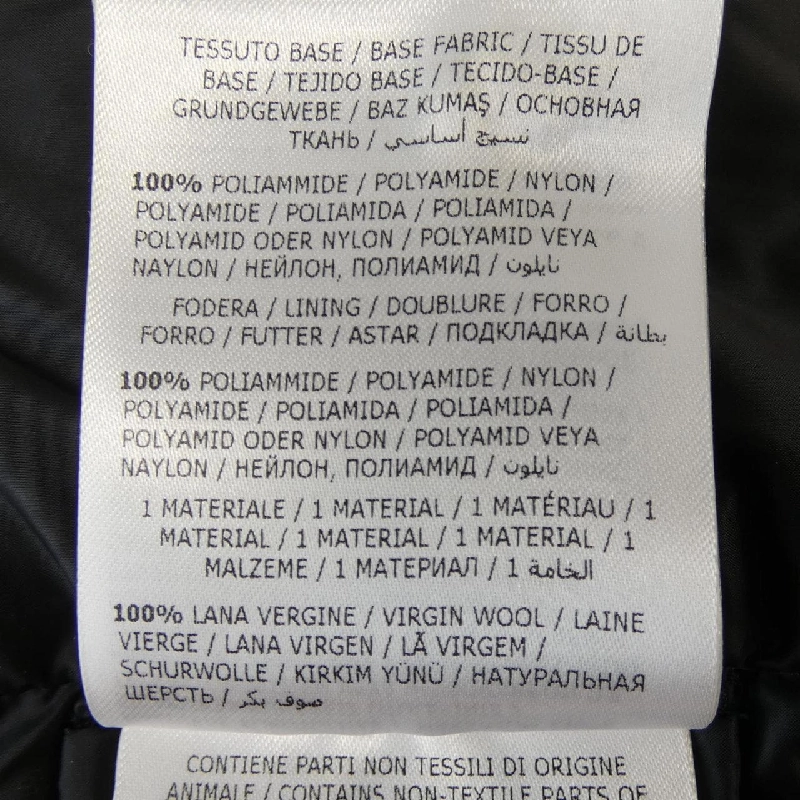 TESSUTO BASE / BASE FABRIC / TISSU DE
BASE / TEJIDO BASE / TECIDO-BASE /
GRUNDGEWEBE / BAZ KUMAŞ / ОСНОВНАЯ
ТКАНЬ / نسيج أساسي
100% POLIAMMIDE / POLYAMIDE / NYLON /
POLYAMIDE / POLIAMIDA / POLIAMIDA /
POLYAMID ODER NYLON / POLYAMID VEYA
NAYLON / НЕЙЛОН, ПОЛИАМИД / نايلون
FODERA / LINING / DOUBLURE / FORRO /
FORRO / FUTTER / ASTAR / ПОДКЛАДКА / بطانة
100% POLIAMMIDE / POLYAMIDE / NYLON /
POLYAMIDE / POLIAMIDA / POLIAMIDA /
POLYAMID ODER NYLON / POLYAMID VEYA
NAYLON / НЕЙЛОН, ПОЛИАМИД / نايلون
1 MATERIALE / 1 MATERIAL / 1 MATÉRIAU / 1
MATERIAL / 1 MATERIAL / 1 MATERIAL / 1
MALZEME / 1 МАТЕРИАЛ / 1 الخامة
100% LANA VERGINE / VIRGIN WOOL / LAINE
VIERGE / LANA VIRGEN / LÃ VIRGEM /
SCHURWOLLE / KIRKIM YÜNÜ / НАТУРАЛЬНАЯ
ШЕРСТЬ / صوف بكر
CONTIENE PARTI NON TESSILI DI ORIGINE
ANIMALE / CONTAINS NON-TEXTILE PARTS OF